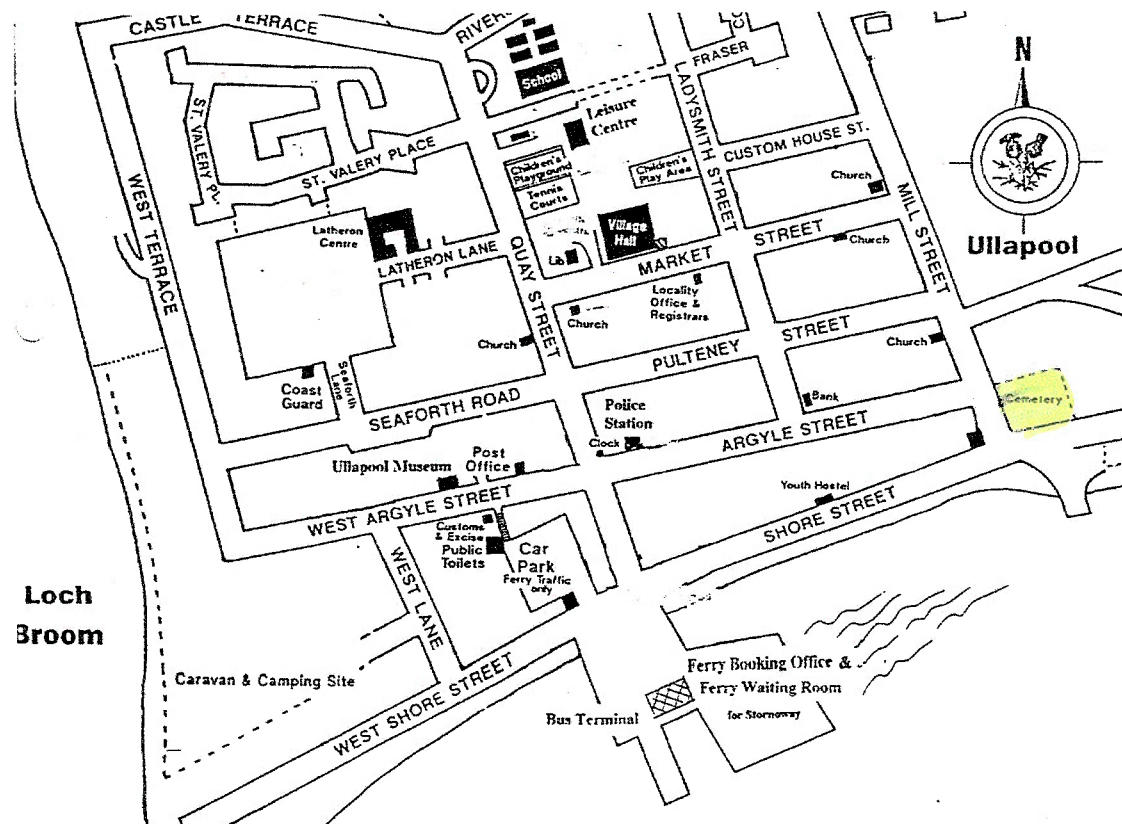 CASTLE TERRACE
School
FRASER
Leisure
Centre
ST. VALERY PL.
ST. VALERY PLACE
Children's
Playground
Tennis
Courts
Children's
Play Area
ADYSMITH STREET
CUSTOM HOUSE ST.
Church
N
WEST TERRACE
Latheron
Centre
LATHERON LANE
QUAY STREET
Lib
Village
Hall
MARKET STREET
Church
MILL STREET
Ullapool
Locality
Office &
Registrars
Church
Church
PULTENEY STREET
Church
Coast
Guard
Seaforth
Lane
SEAFORTH ROAD
Police
Station
Clock
Bank
ARGYLE STREET
Cemetery
Ullapool Museum
Post
Office
WEST ARGYLE STREET
Customs
& Excise
Public
Toilets
Car
Park
Ferry Traffic
only
Youth Hostel
SHORE STREET
WEST LANE
Loch
Broom
Caravan & Camping Site
WEST SHORE STREET
Bus Terminal
Ferry Booking Office &
Ferry Waiting Room
for Stornoway